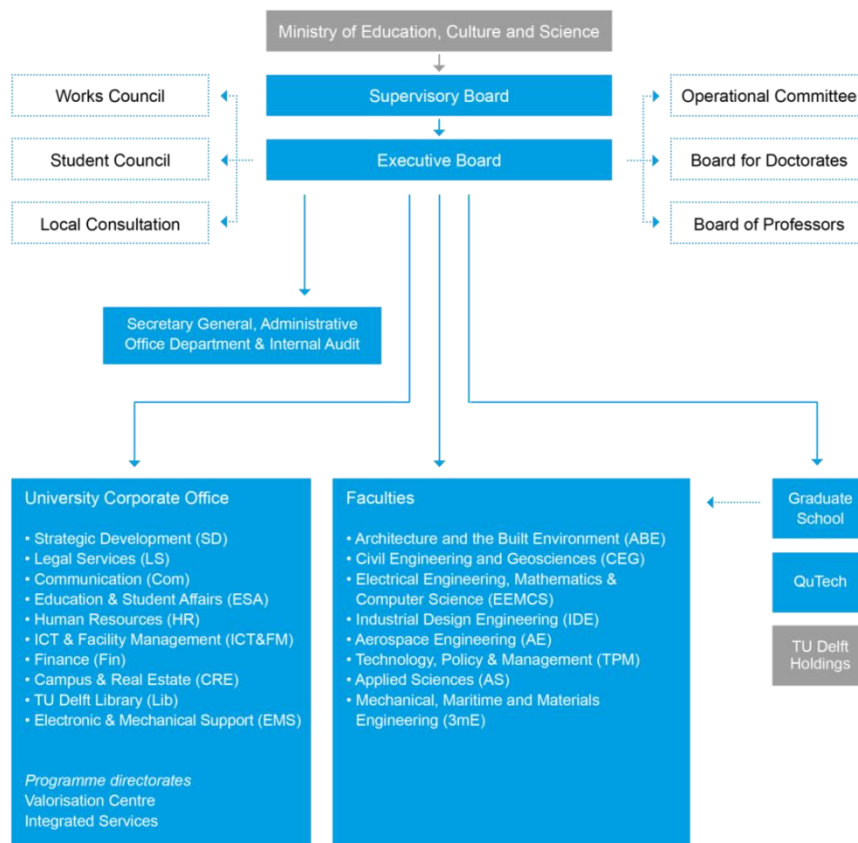 Ministry of Education, Culture and Science
Works Council
Supervisory Board
Operational Committee
Student Council
Executive Board
Board for Doctorates
Local Consultation
Board of Professors
Secretary General, Administrative
Office Department & Internal Audit
University Corporate Office
• Strategic Development (SD)
• Legal Services (LS)
• Communication (Com)
• Education & Student Affairs (ESA)
• Human Resources (HR)
• ICT & Facility Management (ICT&FM)
• Finance (Fin)
• Campus & Real Estate (CRE)
• TU Delft Library (Lib)
• Electronic & Mechanical Support (EMS)
Programme directorates
Valorisation Centre
Integrated Services
Faculties
• Architecture and the Built Environment (ABE)
• Civil Engineering and Geosciences (CEG)
• Electrical Engineering, Mathematics &
Computer Science (EEMCS)
• Industrial Design Engineering (IDE)
• Aerospace Engineering (AE)
• Technology, Policy & Management (TPM)
• Applied Sciences (AS)
• Mechanical, Maritime and Materials
Engineering (3mE)
Graduate
School
QuTech
TU Delft
Holdings